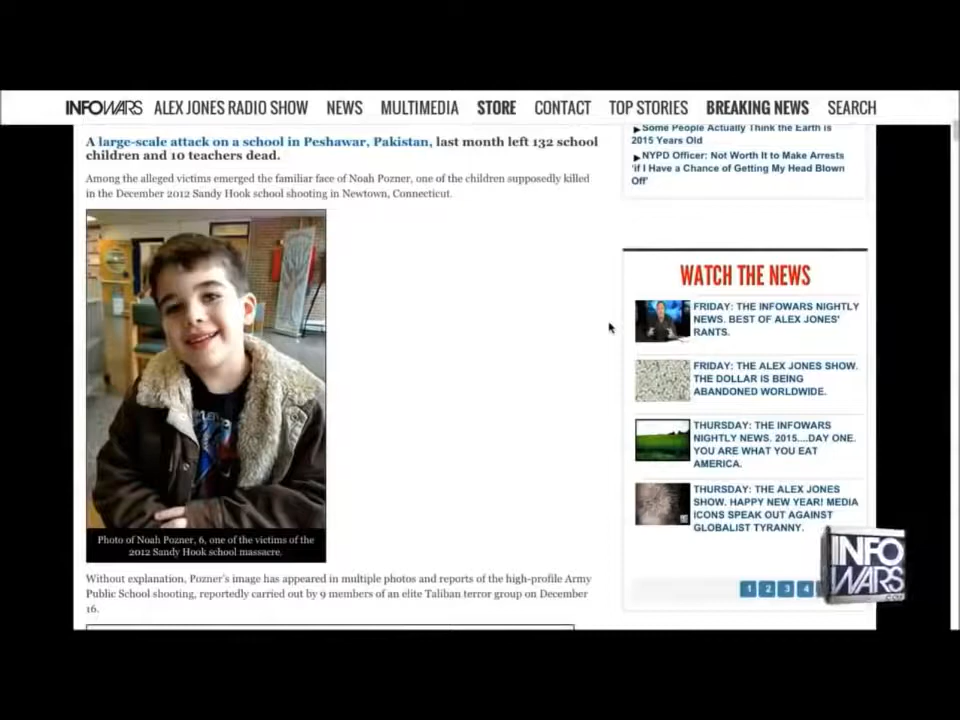 INFOWARS ALEX JONES RADIO SHOW NEWS MULTIMEDIA STORE CONTACT TOP STORIES BREAKING NEWS SEARCH
A large-scale attack on a school in Peshawar, Pakistan, last month left 132 school
children and 10 teachers dead.
Among the alleged victims emerged the familiar face of Noah Pozner, one of the children supposedly killed
in the December 2012 Sandy Hook school shooting in Newtown, Connecticut.
Photo of Noah Pozner, 6, one of the victims of the
2012 Sandy Hook school massacre.
Without explanation, Pozner's image has appeared in multiple photos and reports of the high-profile Army
Public School shooting, reportedly carried out by 9 members of an elite Taliban terror group on December
16.
Some People Actually Think the Earth is
2015 Years Old
NYPD Officer: Not Worth It to Make Arrests
'if I Have a Chance of Getting My Head Blown
Off'
WATCH THE NEWS
FRIDAY: THE INFOWARS NIGHTLY
NEWS. BEST OF ALEX JONES'
RANTS.
FRIDAY: THE ALEX JONES SHOW.
THE DOLLAR IS BEING
ABANDONED WORLDWIDE.
THURSDAY: THE INFOWARS
NIGHTLY NEWS. 2015....DAY ONE.
YOU ARE WHAT YOU EAT
AMERICA.
THURSDAY: THE ALEX JONES
SHOW. HAPPY NEW YEAR! MEDIA
ICONS SPEAK OUT AGAINST
GLOBALIST TYRANNY.
1 2 3 4
INFO
WARS
.COM